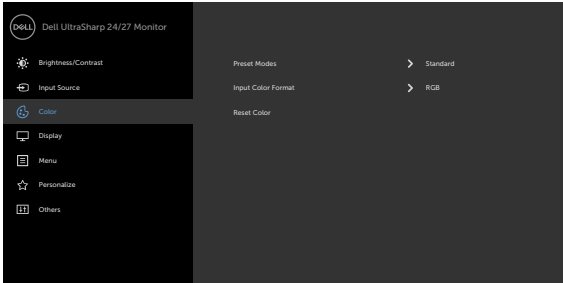 DELL Dell UltraSharp 24/27 Monitor
Brightness/Contrast
Input Source
Color
Display
Menu
Personalize
Others
Preset Modes Standard
Input Color Format RGB
Reset Color